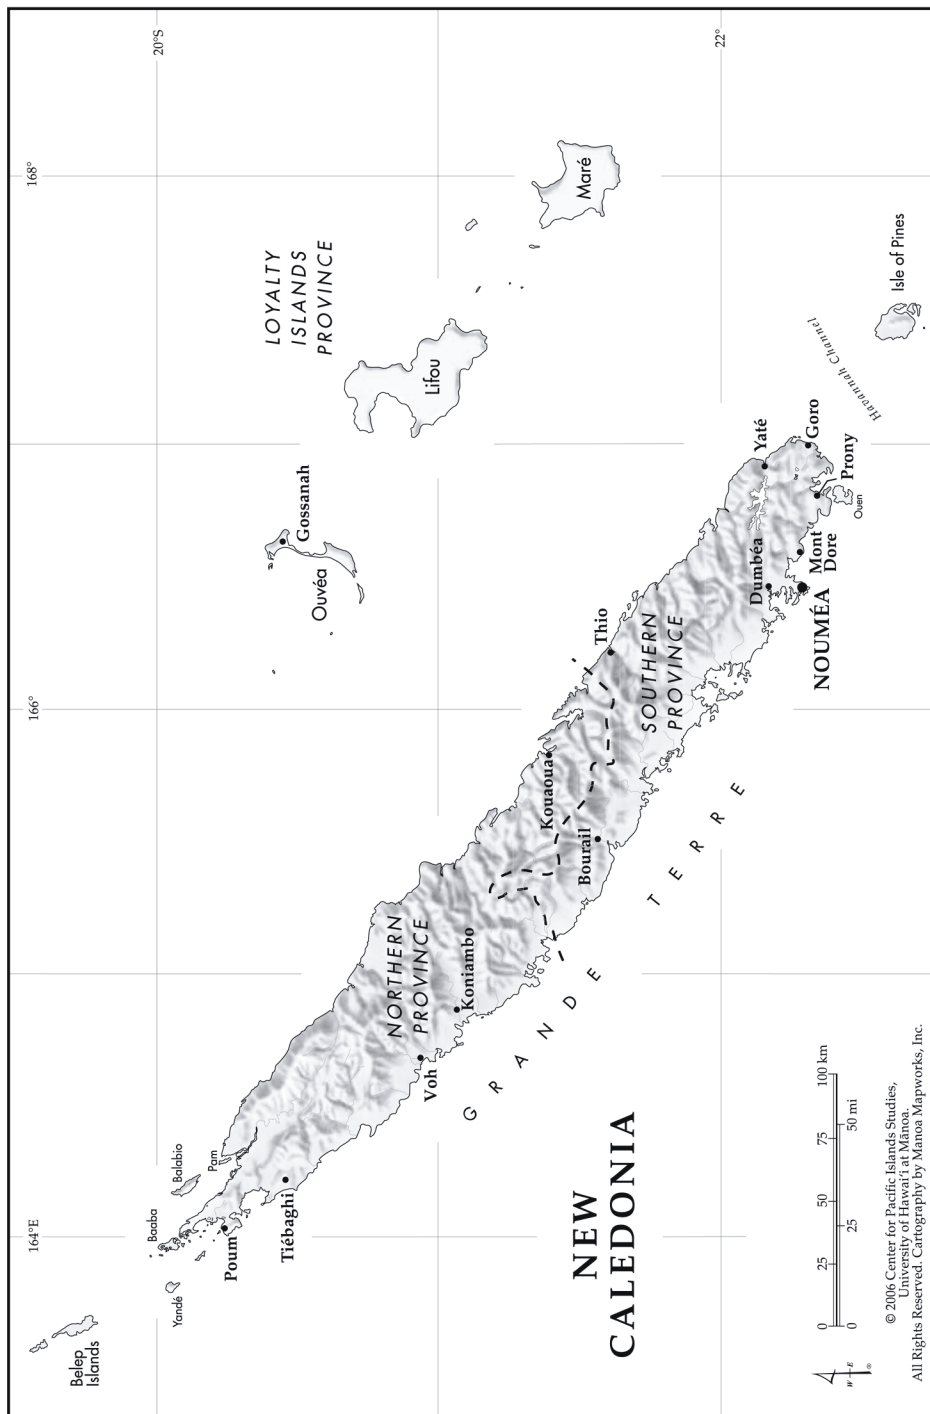 164°E
166°
168°
20°S
22°
Belep
Islands
Yandé
Baaba
Balabio
Pam
Poum
Tiébaghi
Voh
Koniambo
NORTHERN
PROVINCE
LOYALTY
ISLANDS
PROVINCE
Ouvéa
Gossanah
Lifou
Maré
Kouaoua
Bourail
Thio
SOUTHERN
PROVINCE
GRANDE TERRE
Dumbéa
Yaté
NOUMÉA
Mont
Dore
Prony
Goro
Ouen
Havannah Channel
Isle of Pines
NEW
CALEDONIA
W E
0 25 50 75 100 km
0 25 50 mi
© 2006 Center for Pacific Islands Studies,
University of Hawai‘i at Mānoa.
All Rights Reserved. Cartography by Manoa Mapworks, Inc.